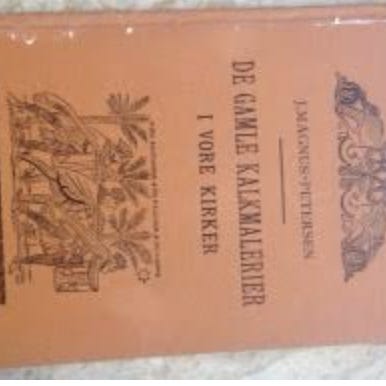 J. MAGNUS-PETERSEN
DE GAMLE KALKMALERIER
I VORE KIRKER